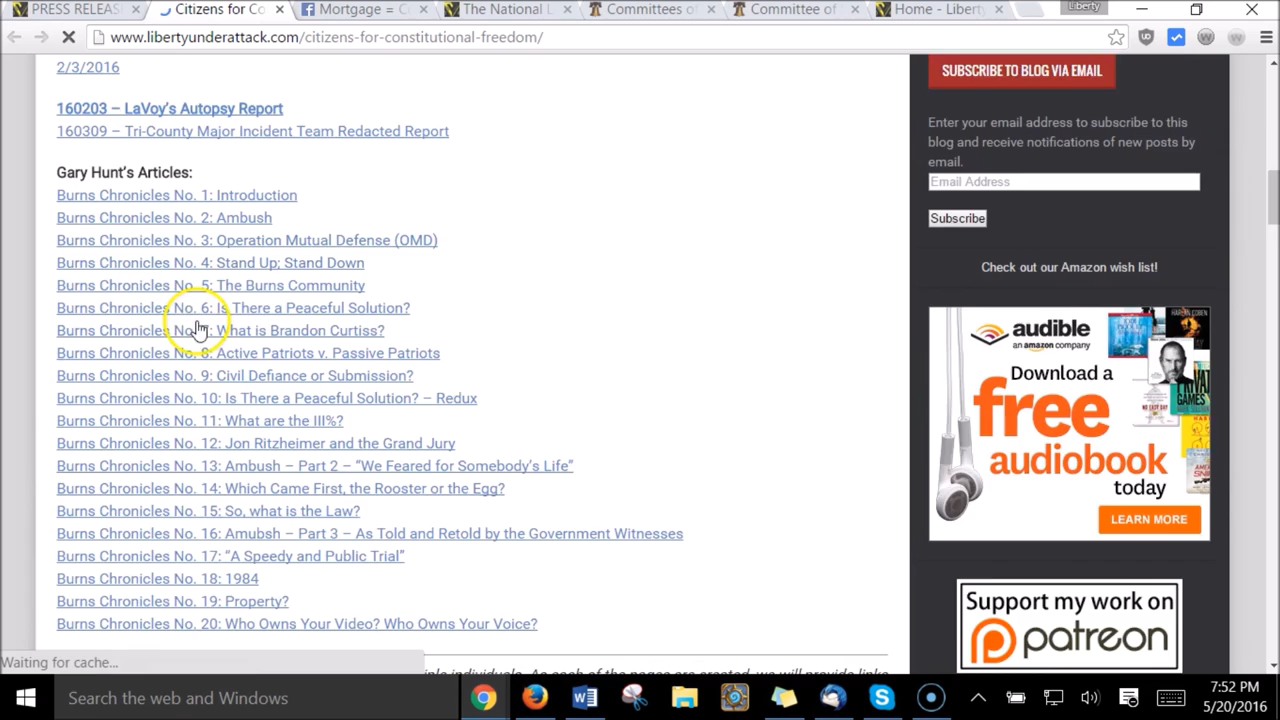 PRESS RELEAS
Citizens for Co
Mortgage = C
The National L
Committees of
Committee of
Home - Liberty
Liberty
www.libertyunderattack.com/citizens-for-constitutional-freedom/
2/3/2016
160203 – LaVoy's Autopsy Report
160309 – Tri-County Major Incident Team Redacted Report
Gary Hunt's Articles:
Burns Chronicles No. 1: Introduction
Burns Chronicles No. 2: Ambush
Burns Chronicles No. 3: Operation Mutual Defense (OMD)
Burns Chronicles No. 4: Stand Up; Stand Down
Burns Chronicles No. 5: The Burns Community
Burns Chronicles No. 6: Is There a Peaceful Solution?
Burns Chronicles No. : What is Brandon Curtiss?
Burns Chronicles No. 8: Active Patriots v. Passive Patriots
Burns Chronicles No. 9: Civil Defiance or Submission?
Burns Chronicles No. 10: Is There a Peaceful Solution? – Redux
Burns Chronicles No. 11: What are the III%?
Burns Chronicles No. 12: Jon Ritzheimer and the Grand Jury
Burns Chronicles No. 13: Ambush – Part 2 – "We Feared for Somebody's Life"
Burns Chronicles No. 14: Which Came First, the Rooster or the Egg?
Burns Chronicles No. 15: So, what is the Law?
Burns Chronicles No. 16: Amubsh – Part 3 – As Told and Retold by the Government Witnesses
Burns Chronicles No. 17: "A Speedy and Public Trial"
Burns Chronicles No. 18: 1984
Burns Chronicles No. 19: Property?
Burns Chronicles No. 20: Who Owns Your Video? Who Owns Your Voice?
SUBSCRIBE TO BLOG VIA EMAIL
Enter your email address to subscribe to this
blog and receive notifications of new posts by
email.
Email Address
Subscribe
Check out our Amazon wish list!
audible
an amazon company
Download a
free
audiobook
today
LEARN MORE
Support my work on
patreon
Waiting for cache...
Search the web and Windows
7:52 PM
5/20/2016